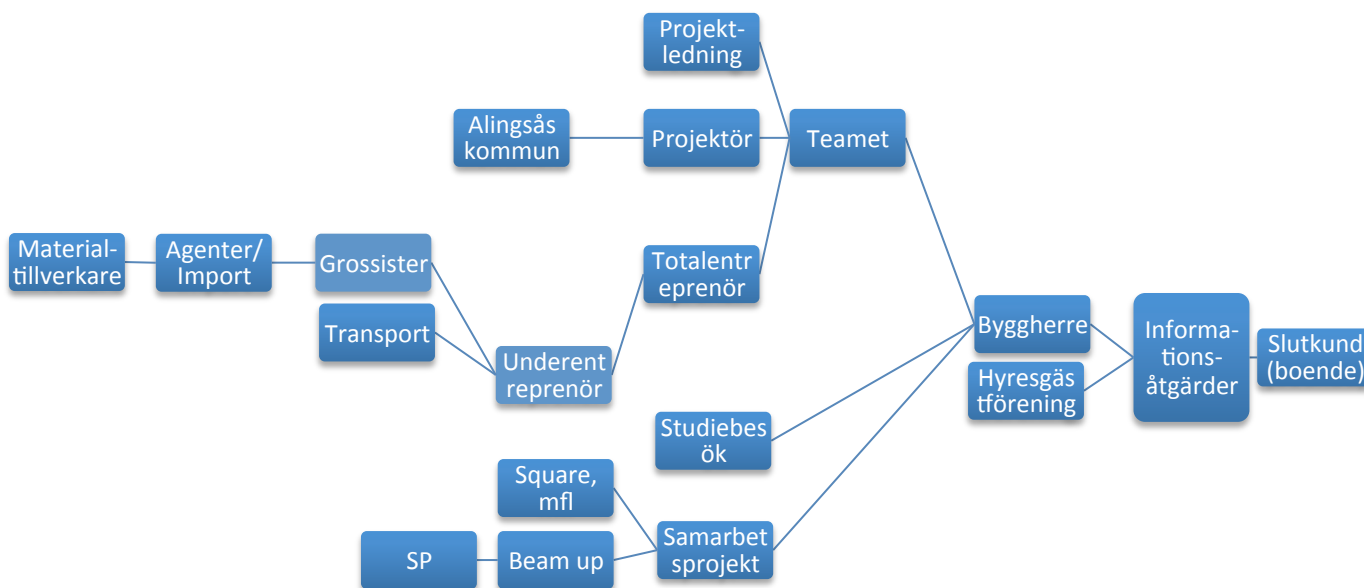 Projekt-
ledning
Alingsås
kommun
Projektör
Teamet
Material-
tillverkare
Agenter/
Import
Grossister
Totalentr
eprenör
Transport
Underent
reprenör
Byggherre
Informa-
tions-
åtgärder
Slutkund
(boende)
Hyresgäs
tförening
Studiebes
ök
Square,
mfl
Samarbet
sprojekt
SP
Beam up